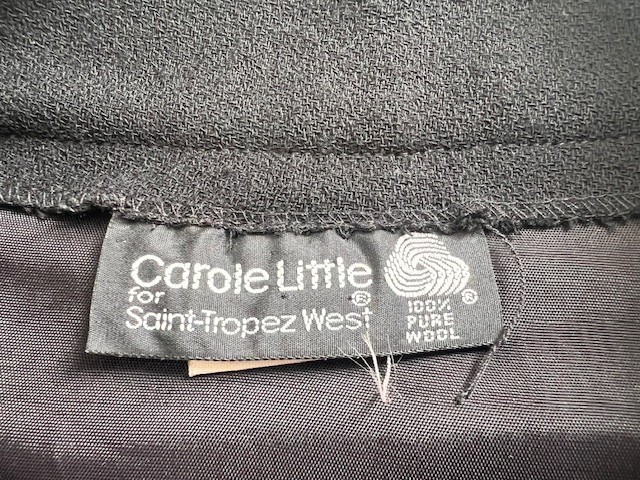 Carole Little
for
Saint-Tropez West®
100%
PURE
WOOL
®